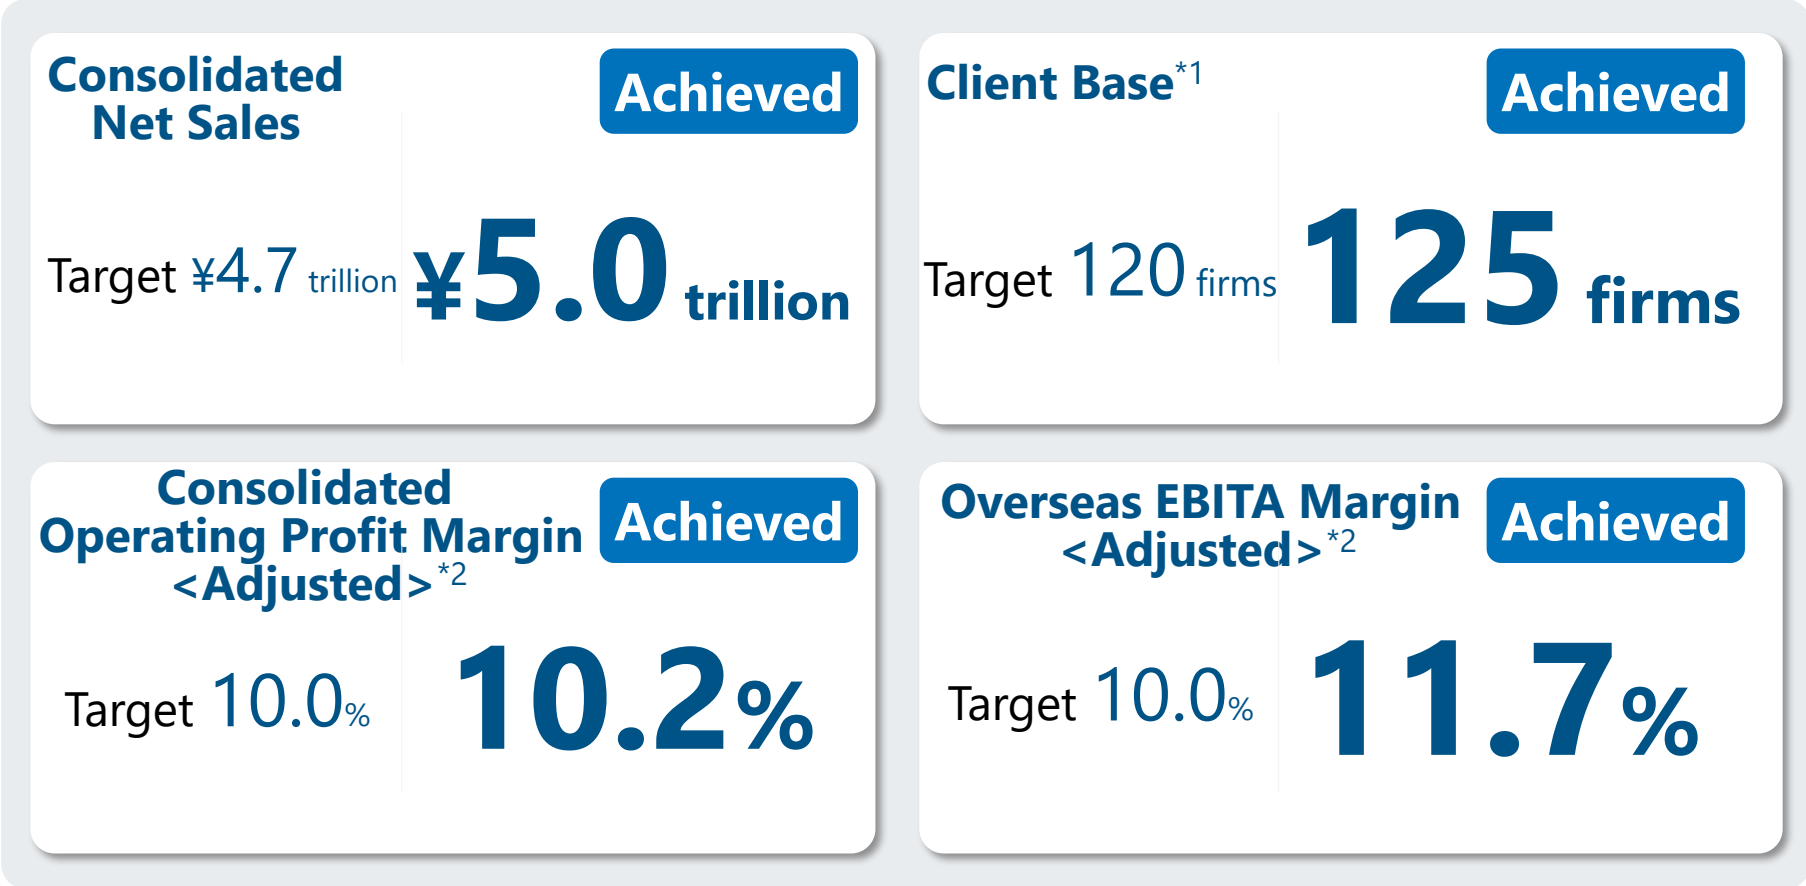 Consolidated
Net Sales
Achieved
Target ¥4.7 trillion
¥5.0 trillion
Client Base*1
Achieved
Target 120 firms
125 firms
Consolidated
Operating Profit Margin
<Adjusted>*2
Achieved
Target 10.0%
10.2%
Overseas EBITA Margin
<Adjusted>*2
Achieved
Target 10.0%
11.7%